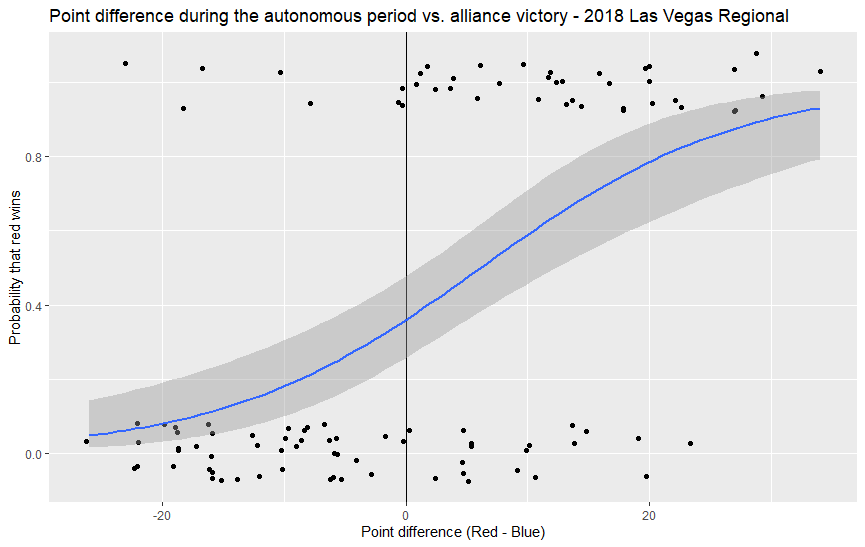 Point difference during the autonomous period vs. alliance victory - 2018 Las Vegas Regional
Probability that red wins
0.8
0.4
0.0
-20
0
20
Point difference (Red - Blue)